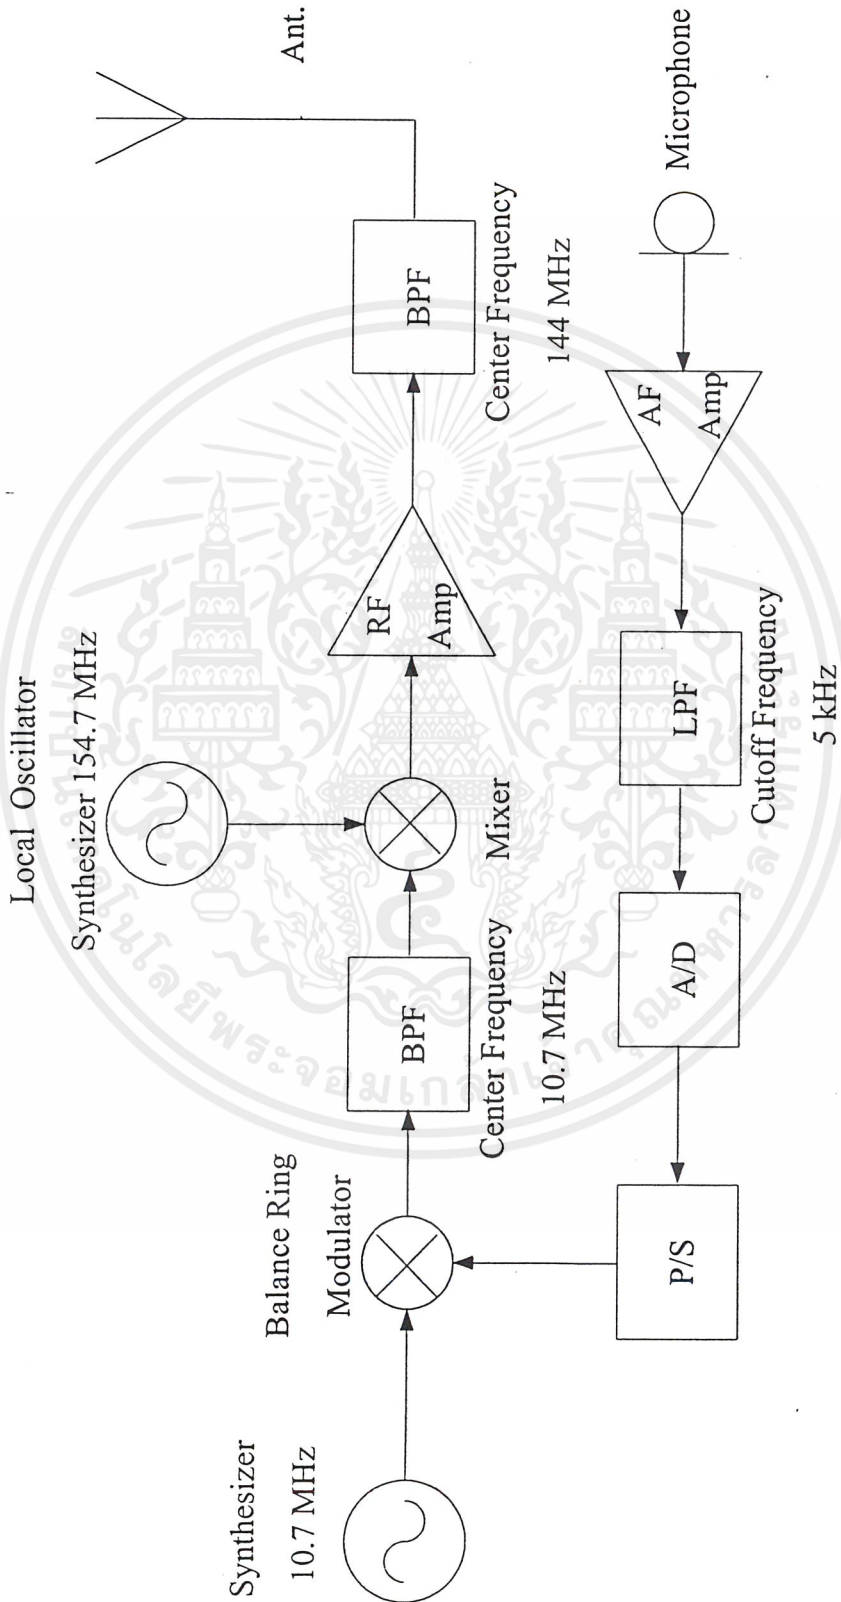 Local Oscillator
Synthesizer 154.7 MHz
Ant.
Synthesizer
10.7 MHz
Balance Ring
Modulator
BPF
Center Frequency
10.7 MHz
Mixer
RF
Amp
BPF
Center Frequency
144 MHz
P/S
A/D
LPF
Cutoff Frequency
5 kHz
AF
Amp
Microphone